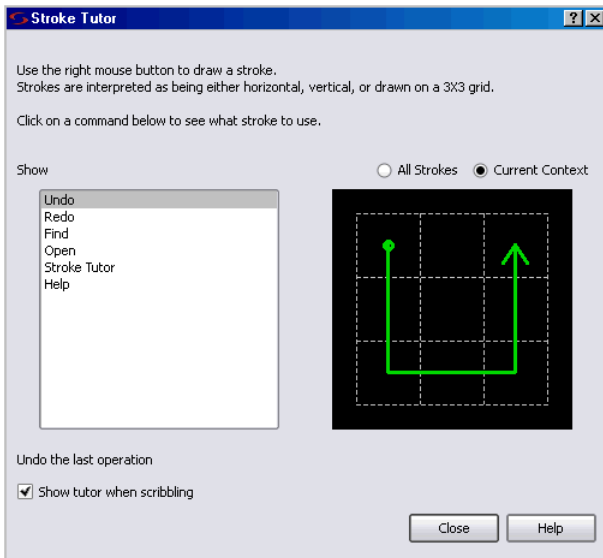 Stroke Tutor
Use the right mouse button to draw a stroke.
Strokes are interpreted as being either horizontal, vertical, or drawn on a 3X3 grid.
Click on a command below to see what stroke to use.
Show
All Strokes Current Context
Undo
Redo
Find
Open
Stroke Tutor
Help
Undo the last operation
Show tutor when scribbling
Close Help